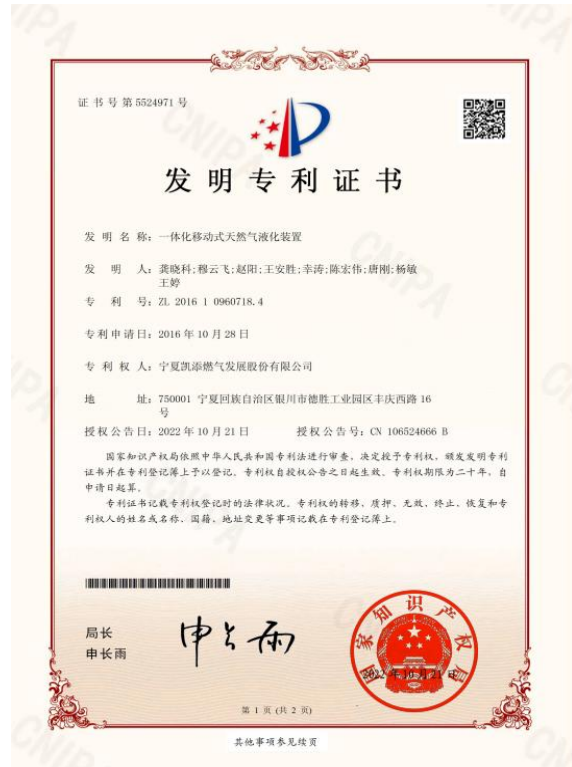 证书号第5524971号
发明专利证书
发明名称：一体化移动式天然气液化装置
发明人：龚晓科;穆云飞;赵阳;王安胜;幸涛;陈宏伟;唐刚;杨敏
王婷
专利号：ZL 2016 1 0960718.4
专利申请日：2016年10月28日
专利权人：宁夏凯添燃气发展股份有限公司
地址：750001 宁夏回族自治区银川市德胜工业园区丰庆西路16
号
授权公告日：2022年10月21日 授权公告号：CN 106524666 B
国家知识产权局依照中华人民共和国专利法进行审查，决定授予专利权，颁发发明专利
证书并在专利登记簿上予以登记。专利权自授权公告之日起生效。专利权期限为二十年，自
申请日起算。
专利证书记载专利权登记时的法律状况。专利权的转移、质押、无效、终止、恢复和专
利权人的姓名或名称、国籍、地址变更等事项记载在专利登记簿上。
局长
申长雨
申长雨
国家知识产权局
2022年10月21日
第1页(共2页)
其他事项参见续页
CNIPA